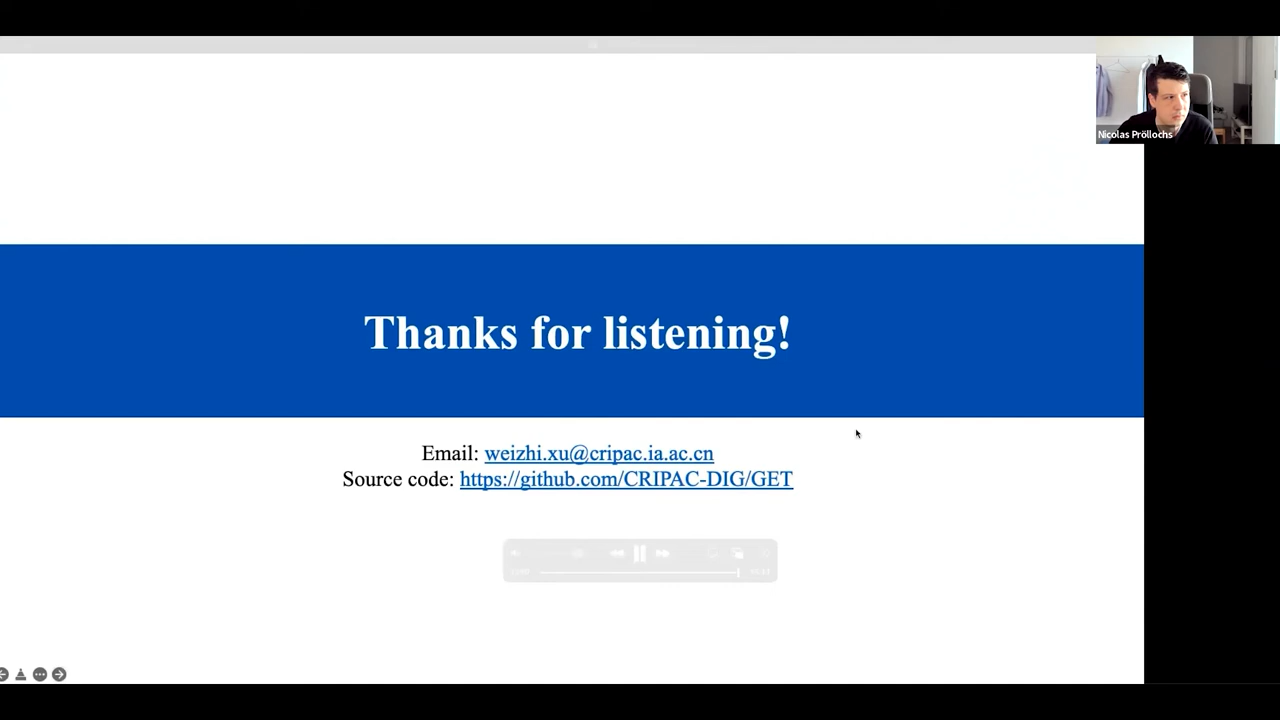 Nicolas Pröllochs
Thanks for listening!
Email: weizhi.xu@cripac.ia.ac.cn
Source code: https://github.com/CRIPAC-DIG/GET